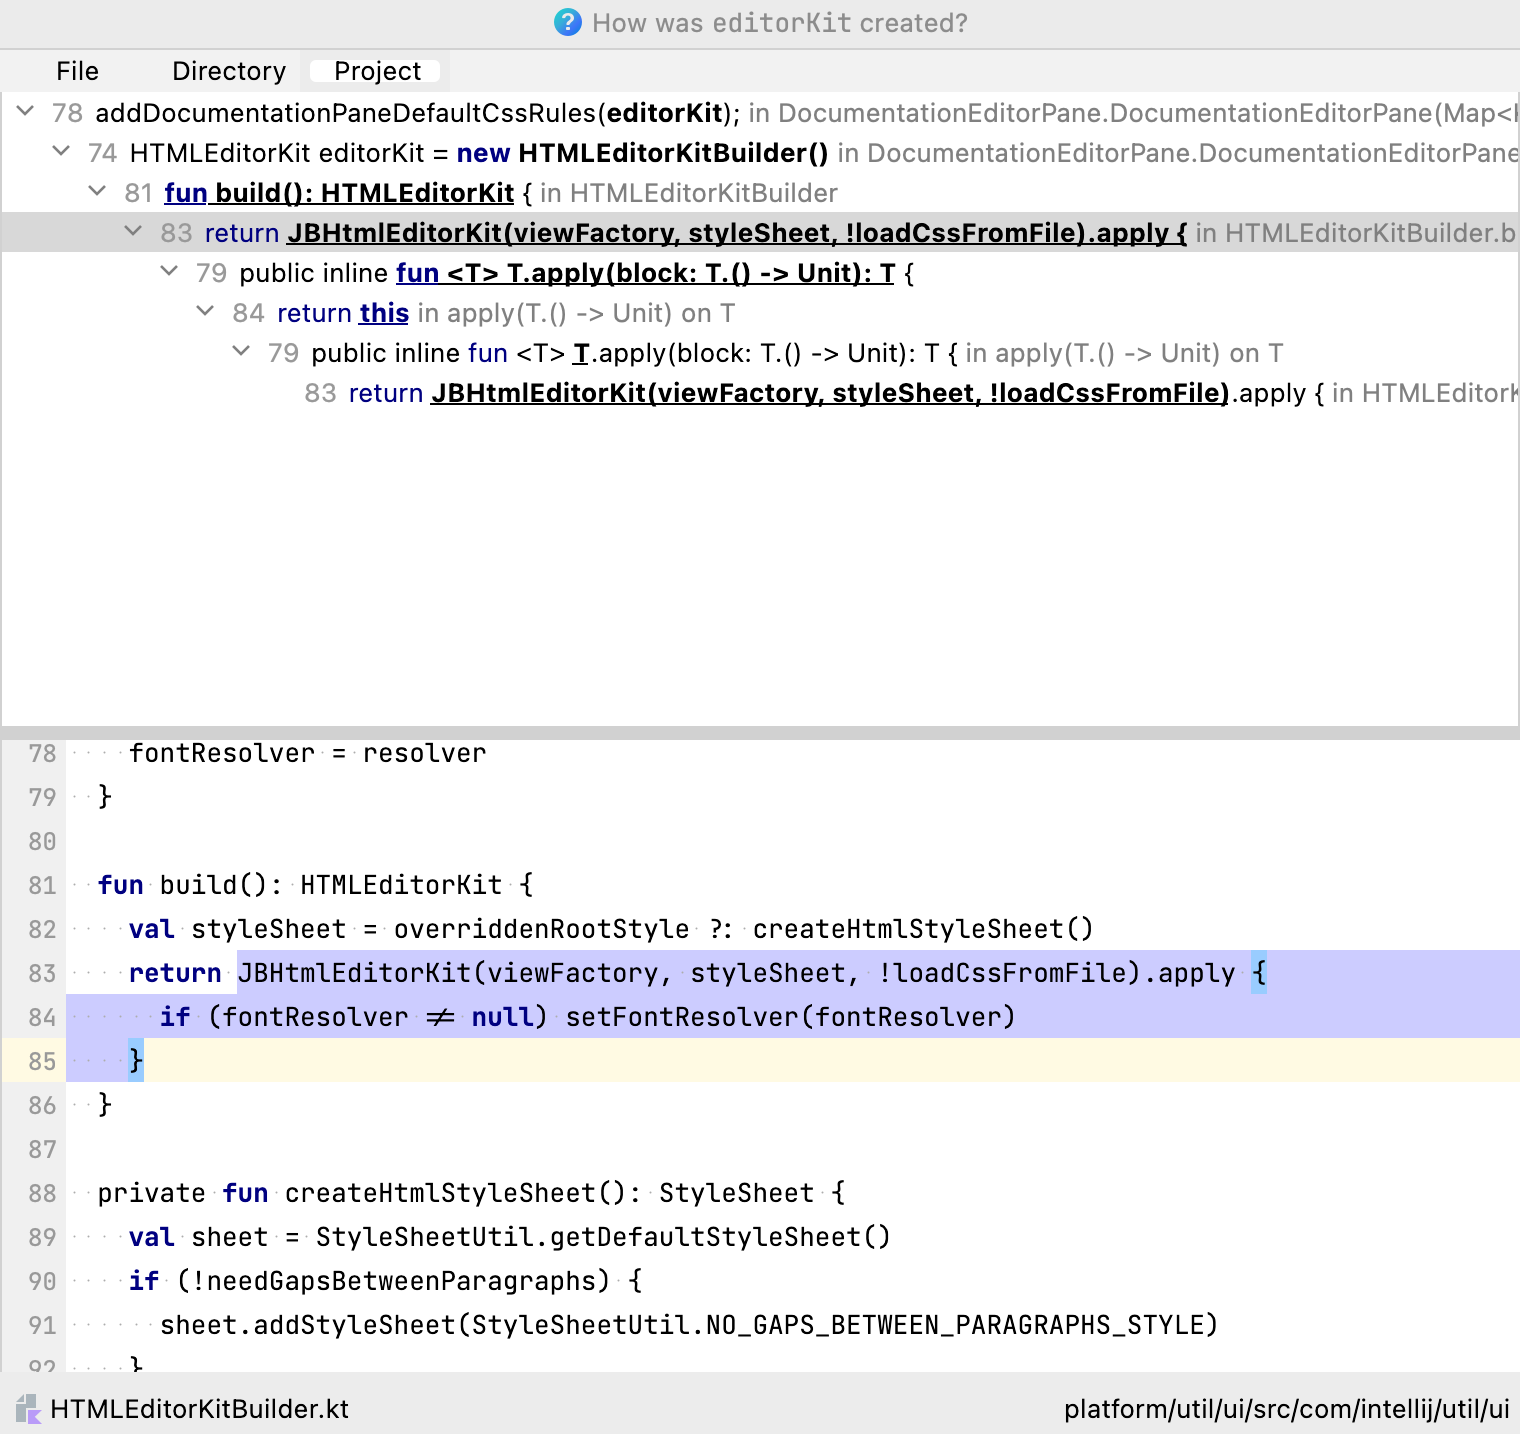 ? How was editorKit created?
File Directory Project
78 addDocumentationPaneDefaultCssRules(editorKit); in DocumentationEditorPane.DocumentationEditorPane(Map<
74 HTMLEditorKit editorKit = new HTMLEditorKitBuilder() in DocumentationEditorPane.DocumentationEditorPane
81 fun build(): HTMLEditorKit { in HTMLEditorKitBuilder
83 return JBHtmlEditorKit(viewFactory, styleSheet, !loadCssFromFile).apply { in HTMLEditorKitBuilder.b
79 public inline fun <T> T.apply(block: T.() -> Unit): T {
84 return this in apply(T.() -> Unit) on T
79 public inline fun <T> T.apply(block: T.() -> Unit): T { in apply(T.() -> Unit) on T
83 return JBHtmlEditorKit(viewFactory, styleSheet, !loadCssFromFile).apply { in HTMLEditorK
78 fontResolver = resolver
79 }
80
81 fun build(): HTMLEditorKit {
82 val styleSheet = overriddenRootStyle ?: createHtmlStyleSheet()
83 return JBHtmlEditorKit(viewFactory, styleSheet, !loadCssFromFile).apply {
84 if (fontResolver ≠ null) setFontResolver(fontResolver)
85 }
86 }
87
88 private fun createHtmlStyleSheet(): StyleSheet {
89 val sheet = StyleSheetUtil.getDefaultStyleSheet()
90 if (!needGapsBetweenParagraphs) {
91 sheet.addStyleSheet(StyleSheetUtil.NO_GAPS_BETWEEN_PARAGRAPHS_STYLE)
92 }
HTMLEditorKitBuilder.kt platform/util/ui/src/com/intellij/util/ui